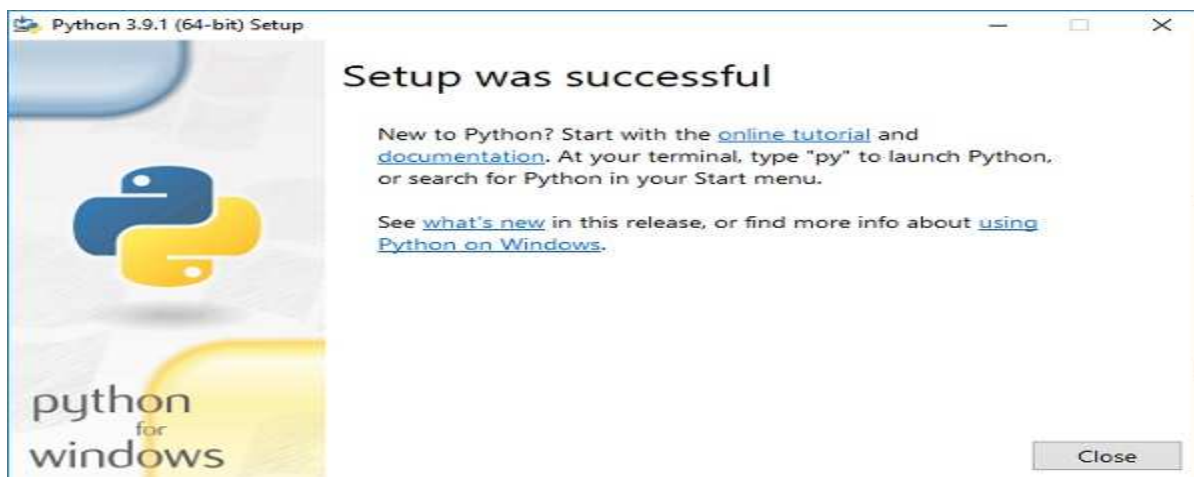 Python 3.9.1 (64-bit) Setup
Setup was successful
New to Python? Start with the online tutorial and
documentation. At your terminal, type "py" to launch Python,
or search for Python in your Start menu.
See what's new in this release, or find more info about using
Python on Windows.
python
for
windows
Close